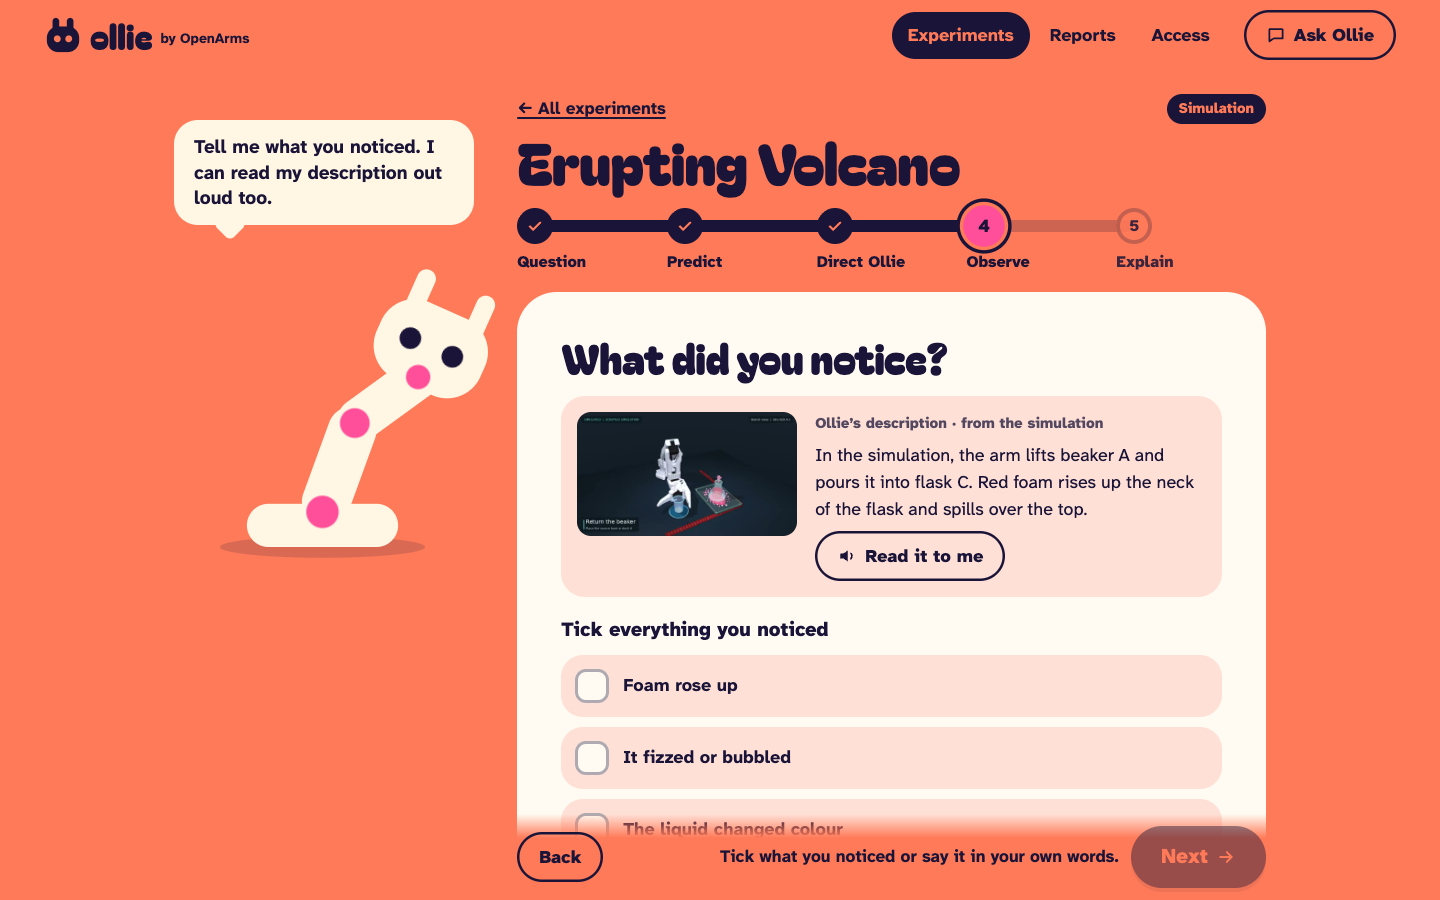 ollie by OpenArms
Experiments
Reports
Access
Ask Ollie
← All experiments
Simulation
Tell me what you noticed. I
can read my description out
loud too.
Erupting Volcano
4
5
Question
Predict
Direct Ollie
Observe
Explain
What did you notice?
Return the beaker
Ollie's description · from the simulation
In the simulation, the arm lifts beaker A and
pours it into flask C. Red foam rises up the neck
of the flask and spills over the top.
Read it to me
Tick everything you noticed
Foam rose up
It fizzed or bubbled
The liquid changed colour
Back
Tick what you noticed or say it in your own words.
Next →